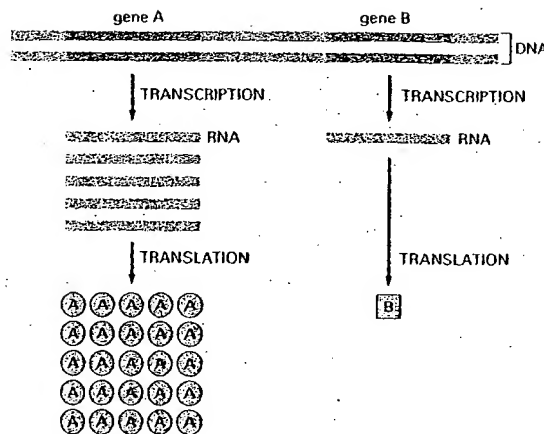 gene A gene B
DNA
TRANSCRIPTION TRANSCRIPTION
RNA RNA
TRANSLATION TRANSLATION
A A A A A B
A A A A A
A A A A A
A A A A A
A A A A A